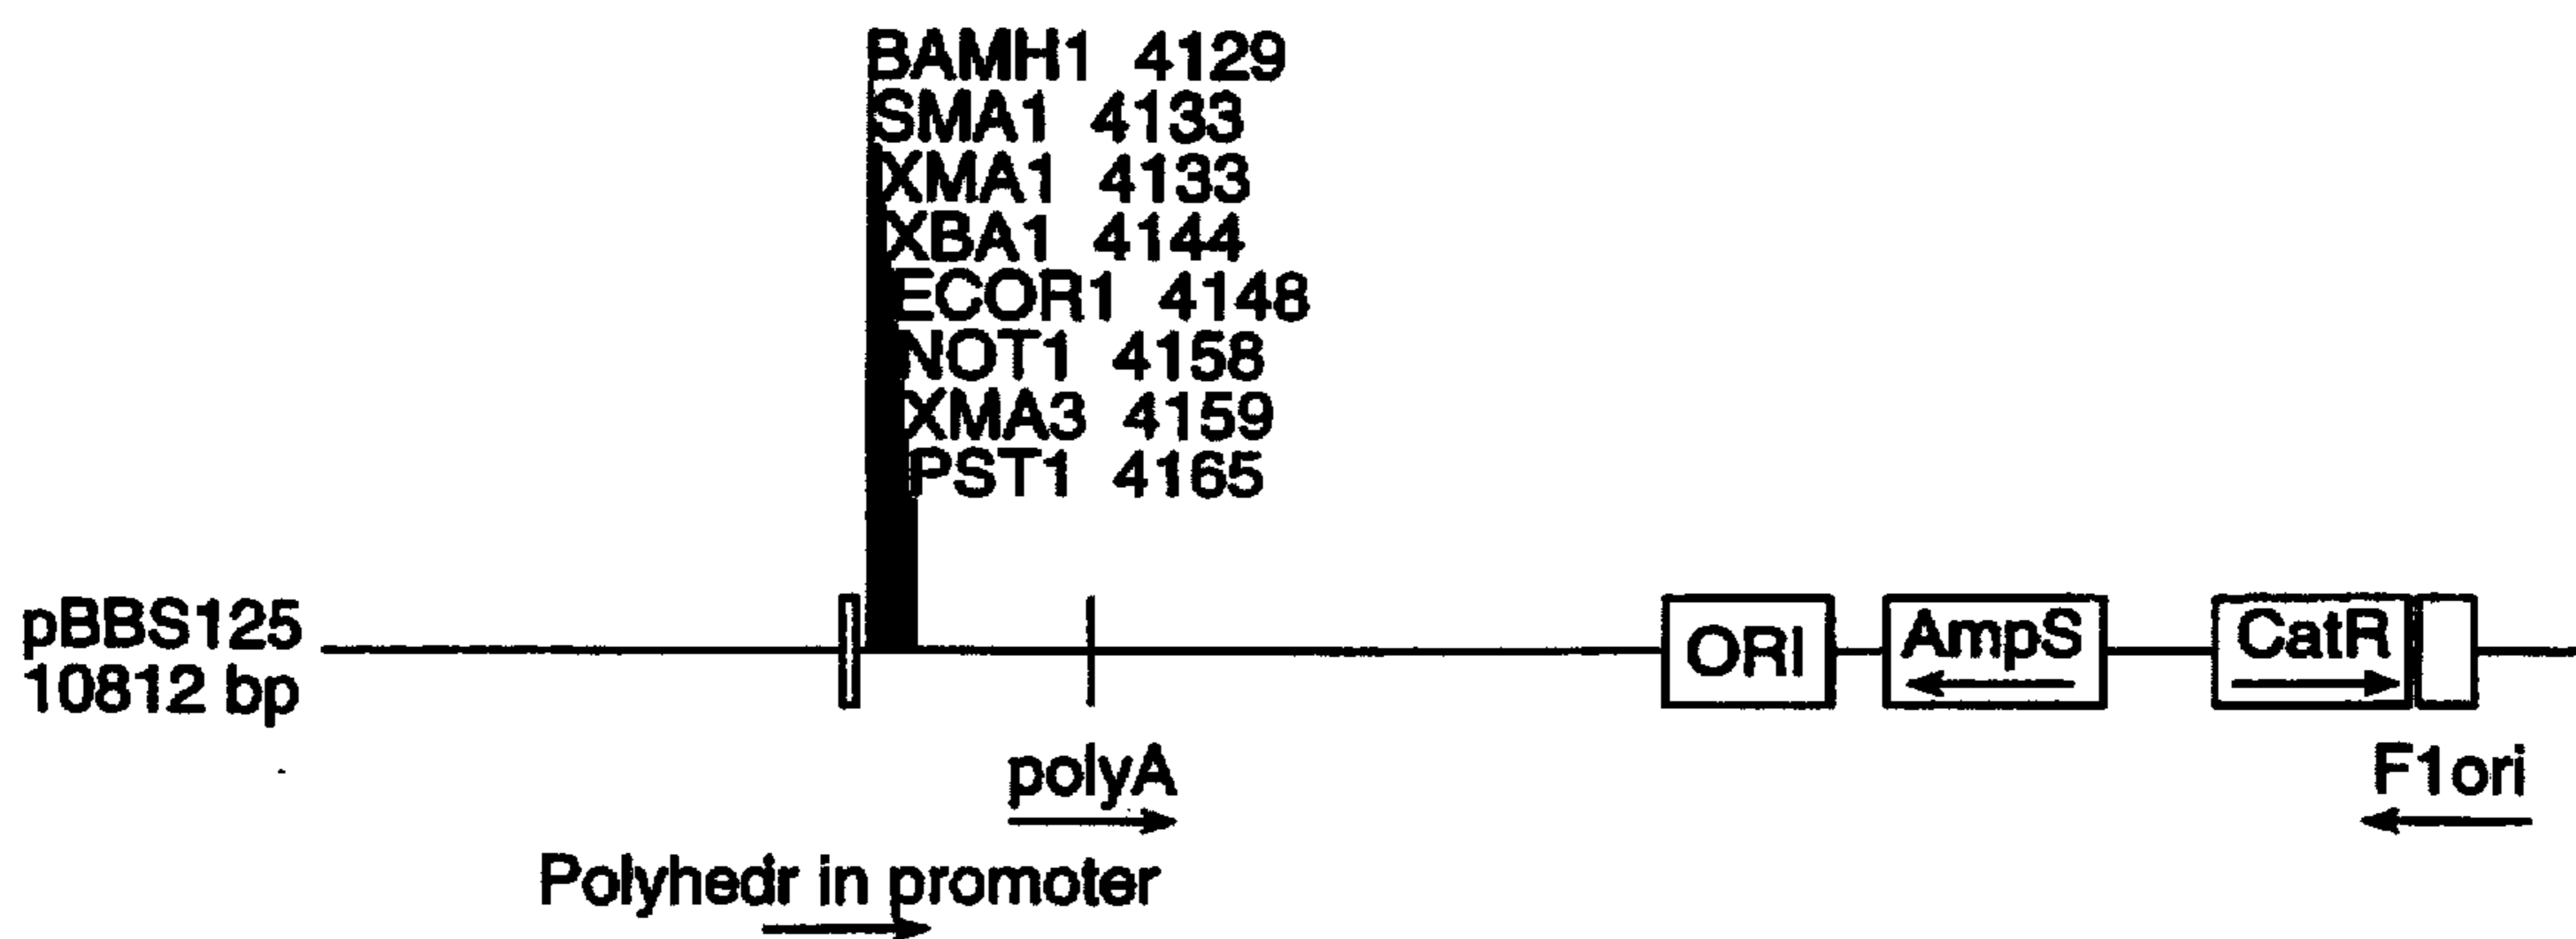 BAMH1 4129
SMA1 4133
XMA1 4133
XBA1 4144
ECOR1 4148
NOT1 4158
XMA3 4159
PST1 4165
pBBS125
10812 bp
ORI
AmpS
CatR
polyA
F1ori
Polyhedr in promoter